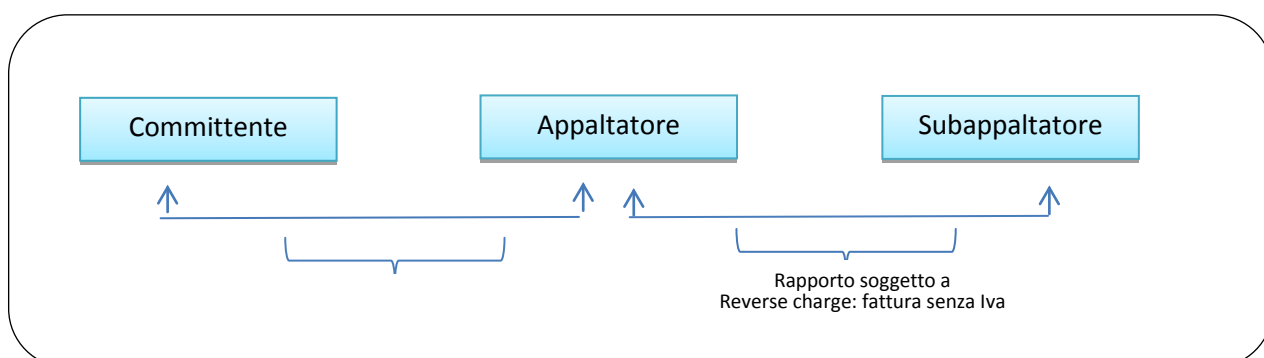 Committente
Appaltatore
Subappaltatore
Rapporto soggetto a
Reverse charge: fattura senza Iva